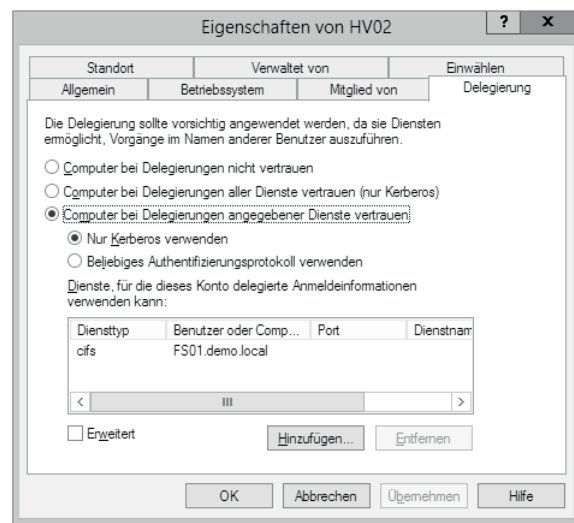 Eigenschaften von HV02
? x
Standort Verwaltet von Einwählen
Allgemein Betriebssystem Mitglied von Delegierung
Die Delegierung sollte vorsichtig angewendet werden, da sie Diensten
ermöglicht, Vorgänge im Namen anderer Benutzer auszuführen.
Computer bei Delegierungen nicht vertrauen
Computer bei Delegierungen aller Dienste vertrauen (nur Kerberos)
Computer bei Delegierungen angegebener Dienste vertrauen
Nur Kerberos verwenden
Beliebiges Authentifizierungsprotokoll verwenden
Dienste, für die dieses Konto delegierte Anmeldeinformationen
verwenden kann:
Diensttyp Benutzer oder Comp... Port Dienstnam
cifs FS01.demo.local
Erweitert Hinzufügen... Entfernen
OK Abbrechen Übernehmen Hilfe